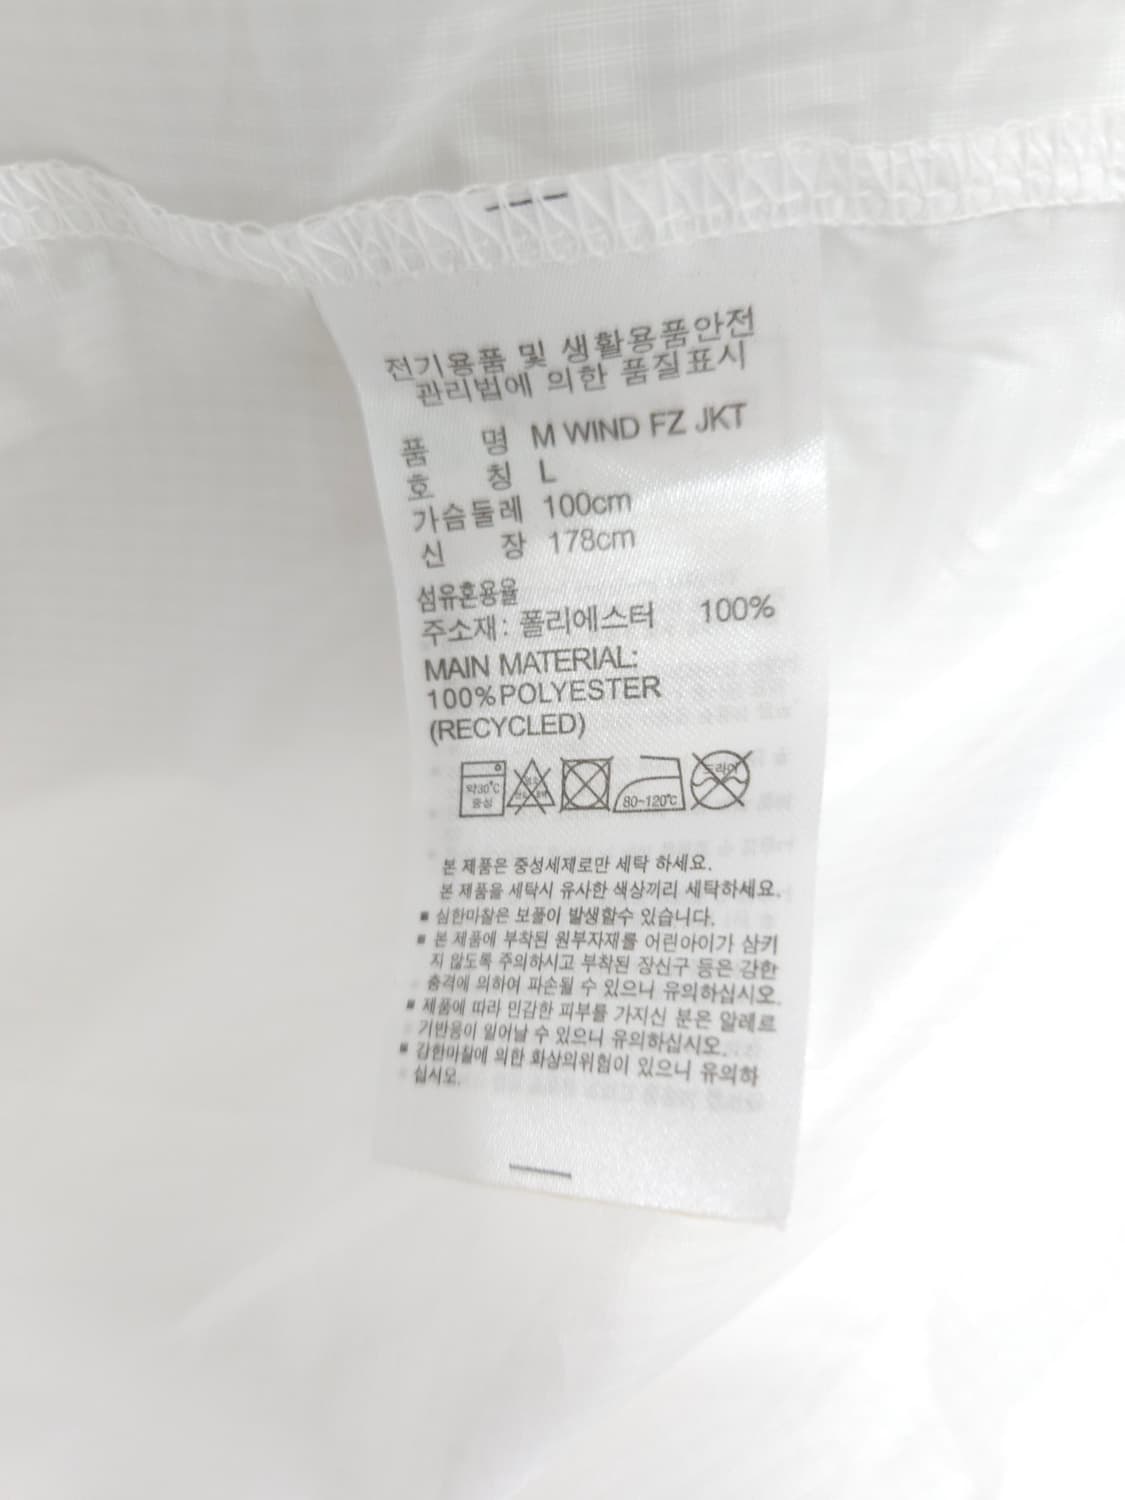 전기용품 및 생활용품안전
관리법에 의한 품질표시
품 명 M WIND FZ JKT
호 칭 L
가슴둘레 100cm
신 장 178cm
섬유혼용율
주소재: 폴리에스터 100%
MAIN MATERIAL:
100%POLYESTER
(RECYCLED)
약30℃
중성
80~120℃
드라이
본 제품은 중성세제로만 세탁 하세요.
본 제품을 세탁시 유사한 색상끼리 세탁하세요.
■ 심한마찰은 보풀이 발생할수 있습니다.
■ 본 제품에 부착된 원부자재를 어린아이가 삼키
지 않도록 주의하시고 부착된 장신구 등은 강한
충격에 의하여 파손될 수 있으니 유의하십시오.
■ 제품에 따라 민감한 피부를 가지신 분은 알레르
기반응이 일어날 수 있으니 유의하십시오.
■ 강한마찰에 의한 화상의위험이 있으니 유의하
십시오.